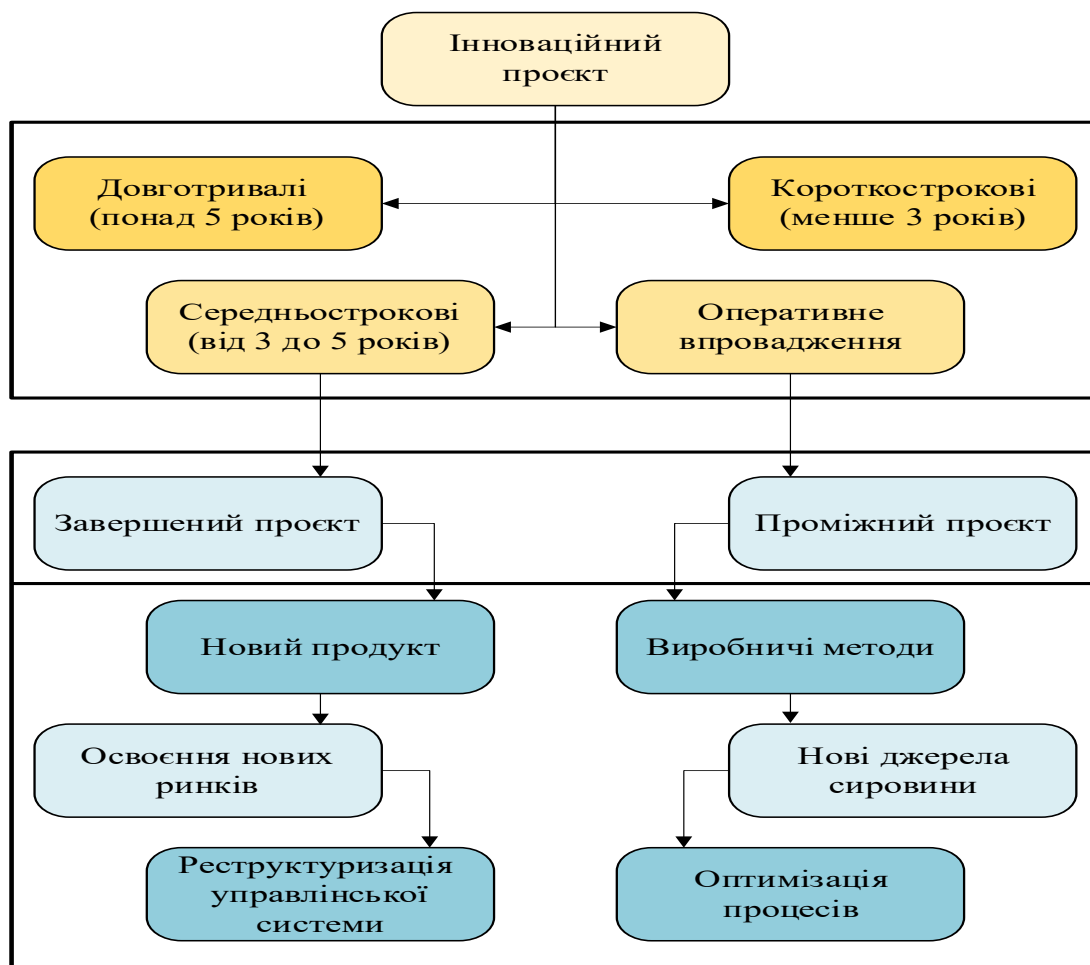 Інноваційний
проєкт
Довготривалі
(понад 5 років)
Короткострокові
(менше 3 років)
Середньострокові
(від 3 до 5 років)
Оперативне
впровадження
Завершений проєкт
Проміжний проєкт
Новий продукт
Виробничі методи
Освоєння нових
ринків
Нові джерела
сировини
Реструктуризація
управлінської
системи
Оптимізація
процесів